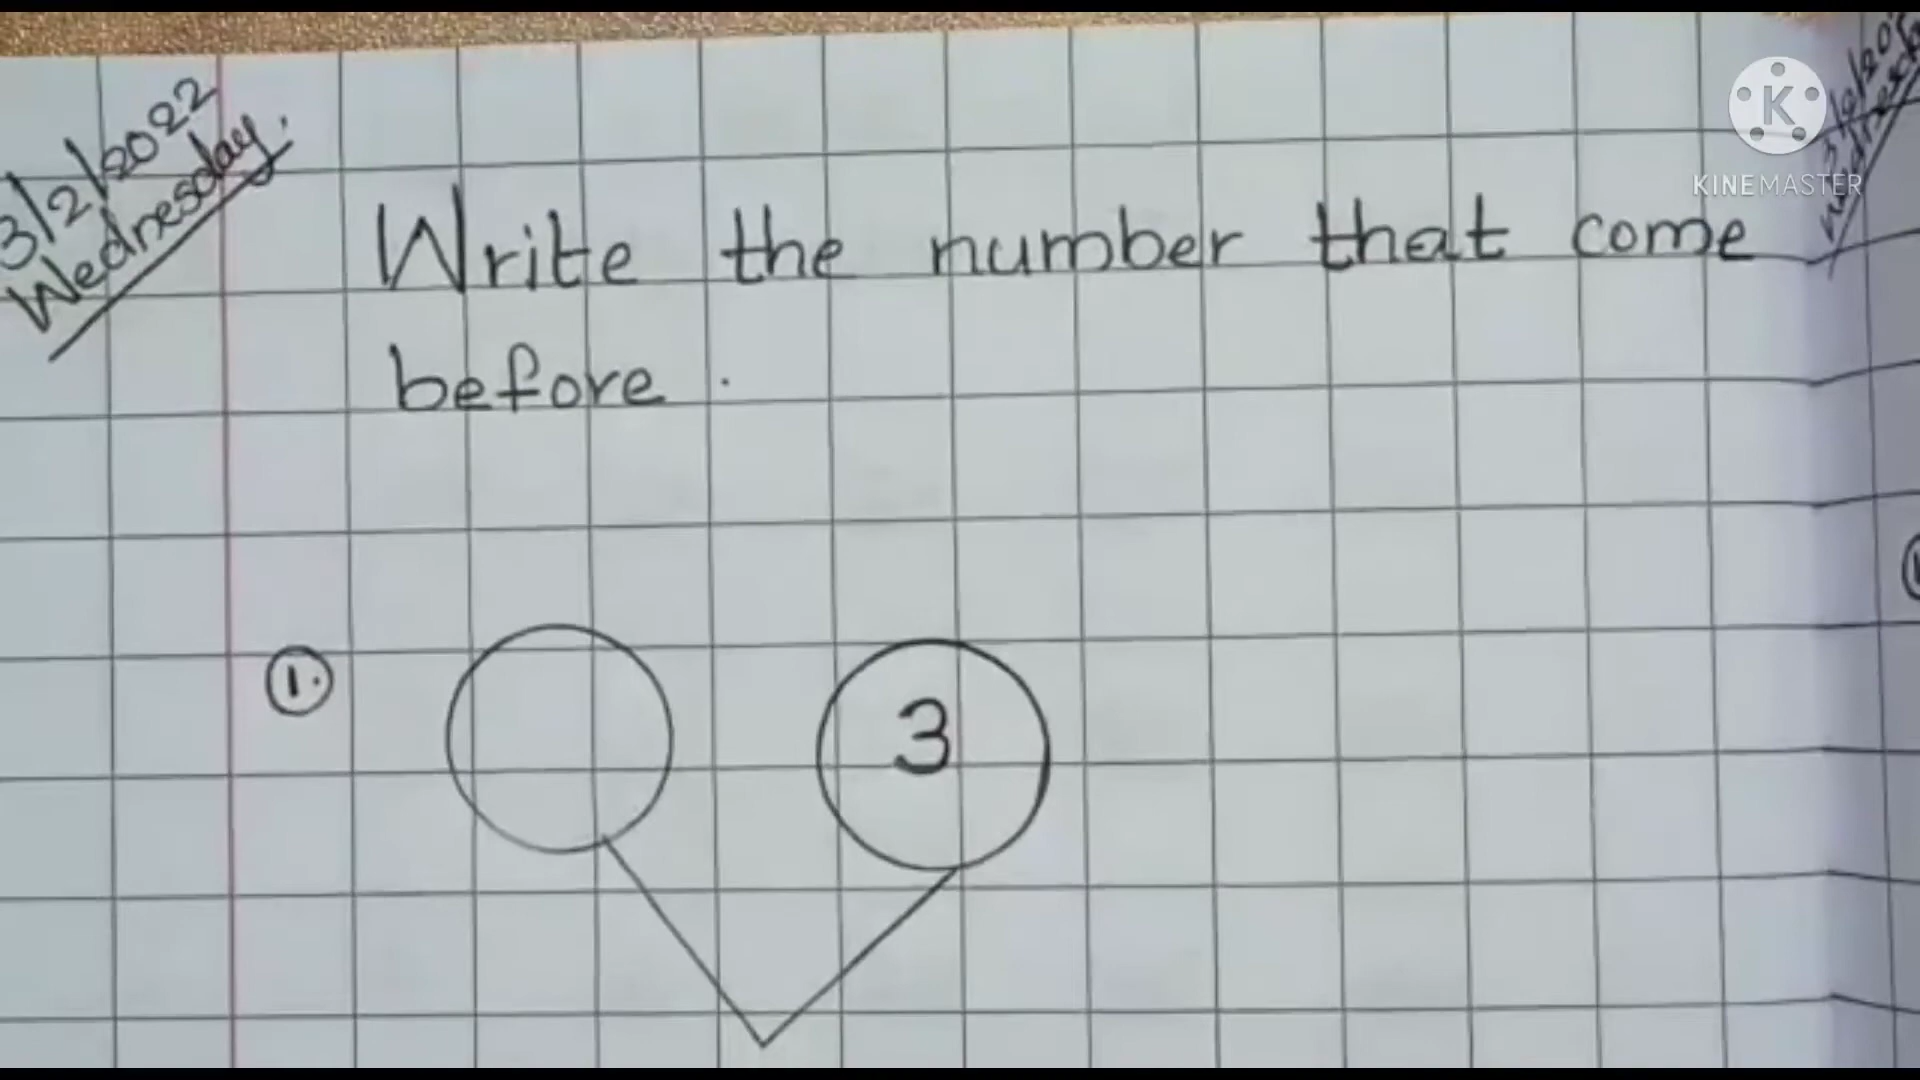 3/2/2022
Wednesday.
Write the number that come
before.
1.
3
K
KINEMASTER